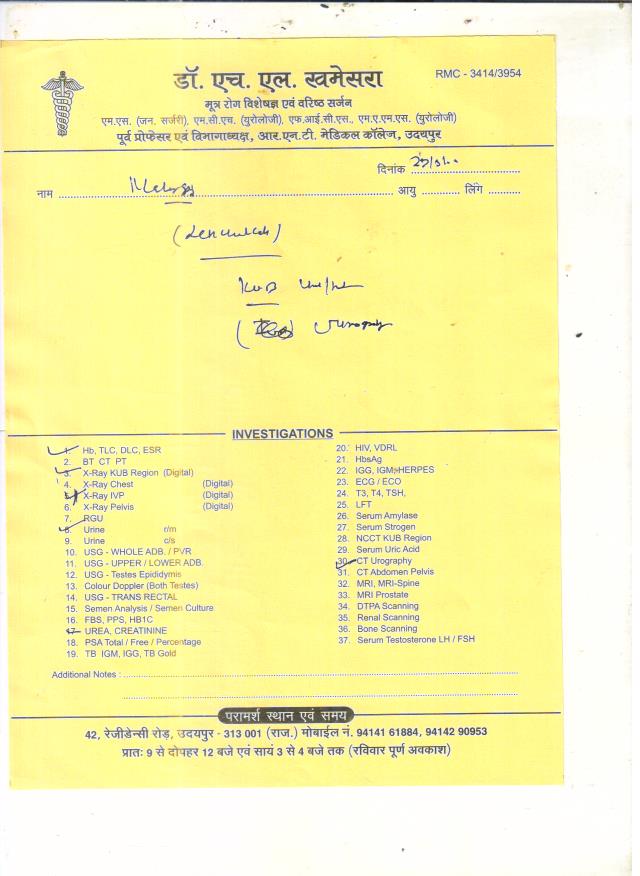 डॉ. एच. एल. खमेसरा
RMC - 3414/3954
मूत्र रोग विशेषज्ञ एवं वरिष्ठ सर्जन
एम.एस. (जन. सर्जरी), एम.सी.एच. (युरोलोजी), एफ.आई.सी.एस., एम.ए.एम.एस. (युरोलोजी)
पूर्व प्रोफेसर एवं विभागाध्यक्ष, आर.एन.टी. मेडिकल कॉलेज, उदयपुर
दिनांक
नाम आयु लिंग
KUB
Urography
INVESTIGATIONS
1. Hb, TLC, DLC, ESR
2. BT CT PT
3. X-Ray KUB Region (Digital)
4. X-Ray Chest (Digital)
5. X-Ray IVP (Digital)
6. X-Ray Pelvis (Digital)
7. RGU
8. Urine r/m
9. Urine c/s
10. USG - WHOLE ADB. / PVR
11. USG - UPPER / LOWER ADB.
12. USG - Testes Epididymis
13. Colour Doppler (Both Testes)
14. USG - TRANS RECTAL
15. Semen Analysis / Semen Culture
16. FBS, PPS, HB1C
17. UREA, CREATININE
18. PSA Total / Free / Percentage
19. TB IGM, IGG, TB Gold
20. HIV, VDRL
21. HbsAg
22. IGG, IGM, HERPES
23. ECG / ECO
24. T3, T4, TSH,
25. LFT
26. Serum Amylase
27. Serum Strogen
28. NCCT KUB Region
29. Serum Uric Acid
30. CT Urography
31. CT Abdomen Pelvis
32. MRI, MRI-Spine
33. MRI Prostate
34. DTPA Scanning
35. Renal Scanning
36. Bone Scanning
37. Serum Testosterone LH / FSH
Additional Notes :
परामर्श स्थान एवं समय
42, रेजीडेन्सी रोड़, उदयपुर - 313 001 (राज.) मोबाईल नं. 94141 61884, 94142 90953
प्रातः 9 से दोपहर 12 बजे एवं सायं 3 से 4 बजे तक (रविवार पूर्ण अवकाश)